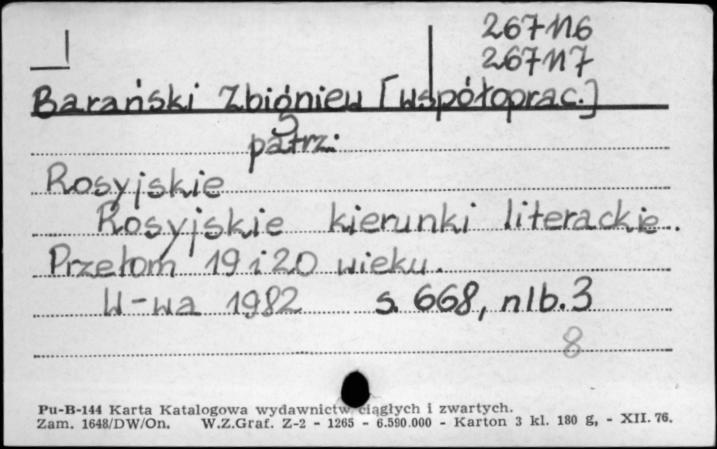 267116
267117
Barański Zbigniew [współoprac.]
patrz:
Rosyjskie
Rosyjskie kierunki literackie.
Przełom 19 i 20 wieku.
W-wa 1982 s. 668, nlb. 3
8
Pu-B-144 Karta Katalogowa wydawnictw ciągłych i zwartych.
Zam. 1648/DW/On. W.Z.Graf. Z-2 - 1265 - 6.590.000 - Karton 3 kl. 180 g, - XII. 76.